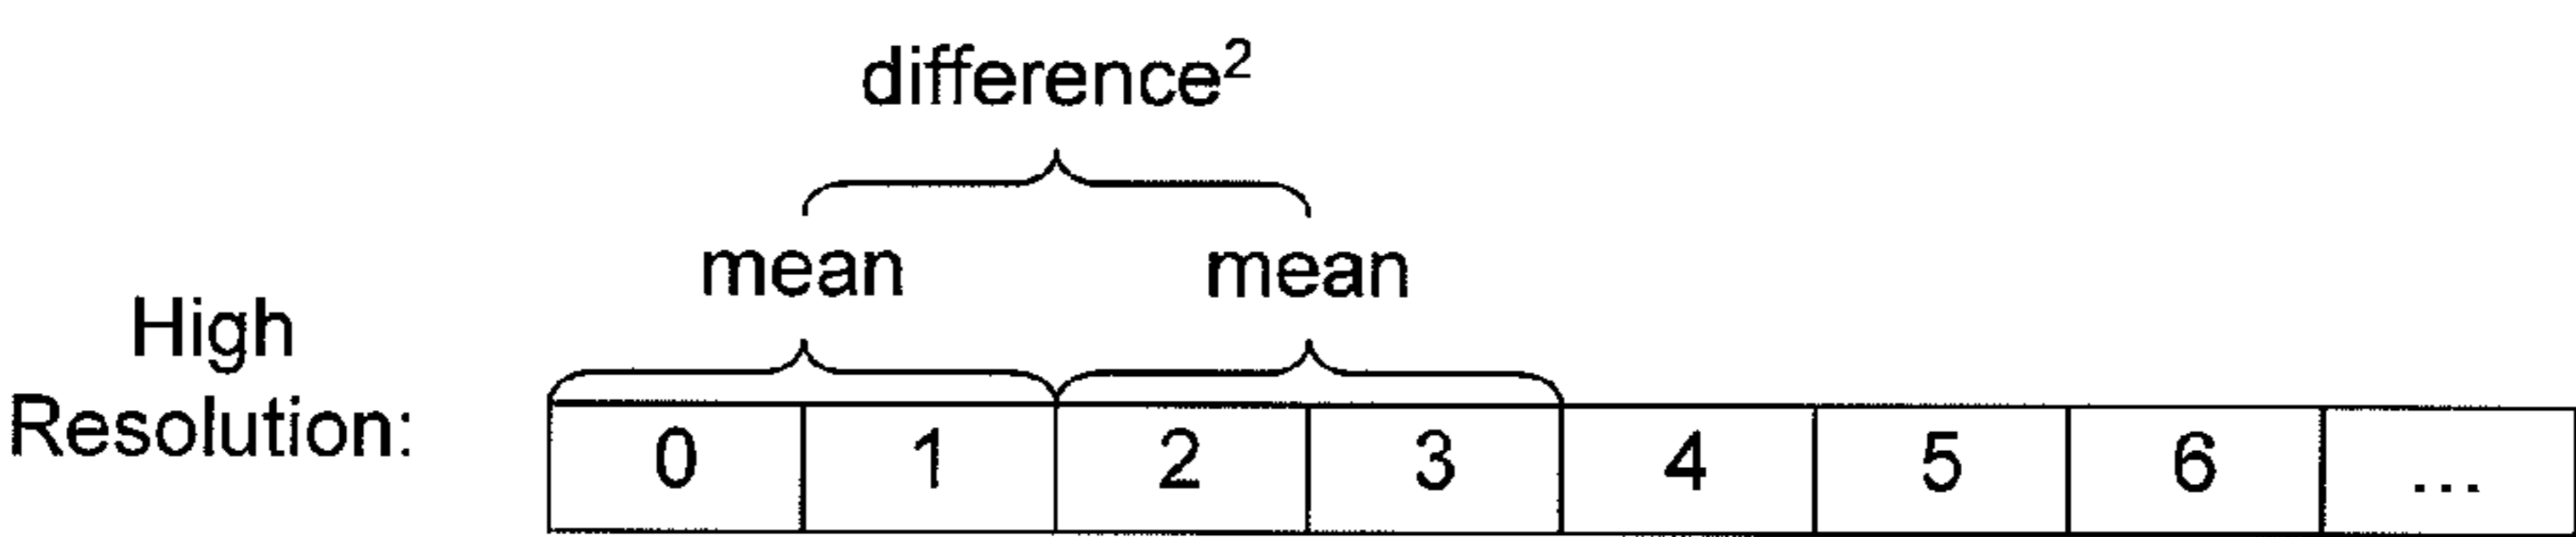 difference²
mean mean
High
Resolution:
0 1 2 3 4 5 6 ...